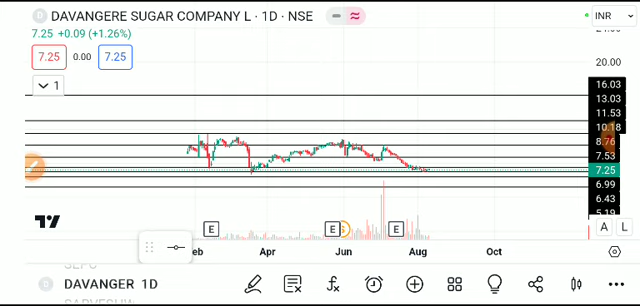 D DAVANGERE SUGAR COMPANY L · 1D · NSE
INR
7.25 +0.09 (+1.26%)
7.25 0.00 7.25
1
20.00
16.03
13.03
11.53
10.18
8.76
7.53
7.25
6.99
6.43
5.19
E E S E
A L
Apr Jun Aug Oct
D DAVANGER 1D